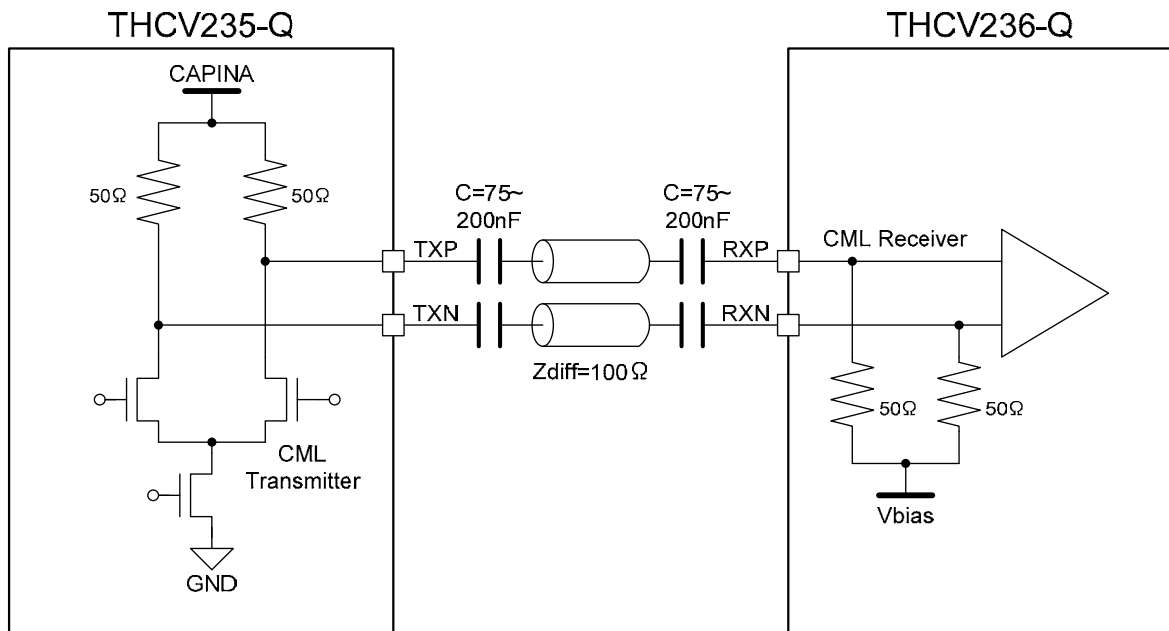 THCV235-Q
THCV236-Q
CAPINA
50Ω
50Ω
C=75~
200nF
C=75~
200nF
TXP
RXP
CML Receiver
TXN
RXN
Zdiff=100Ω
50Ω
50Ω
CML
Transmitter
Vbias
GND